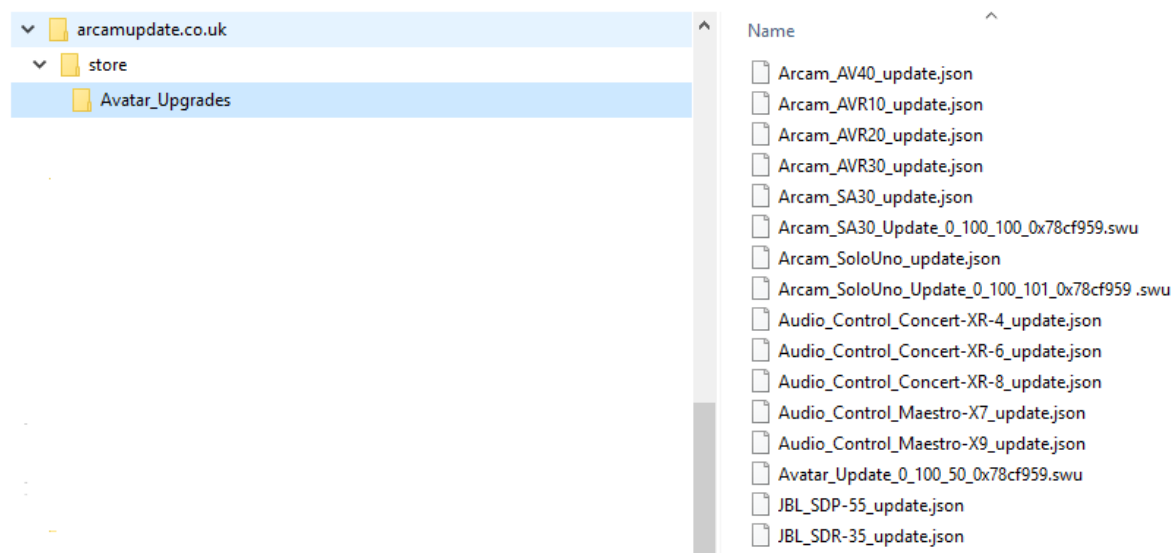 arcamupdate.co.uk
store
Avatar_Upgrades
Name
Arcam_AV40_update.json
Arcam_AVR10_update.json
Arcam_AVR20_update.json
Arcam_AVR30_update.json
Arcam_SA30_update.json
Arcam_SA30_Update_0_100_100_0x78cf959.swu
Arcam_SoloUno_update.json
Arcam_SoloUno_Update_0_100_101_0x78cf959 .swu
Audio_Control_Concert-XR-4_update.json
Audio_Control_Concert-XR-6_update.json
Audio_Control_Concert-XR-8_update.json
Audio_Control_Maestro-X7_update.json
Audio_Control_Maestro-X9_update.json
Avatar_Update_0_100_50_0x78cf959.swu
JBL_SDP-55_update.json
JBL_SDR-35_update.json